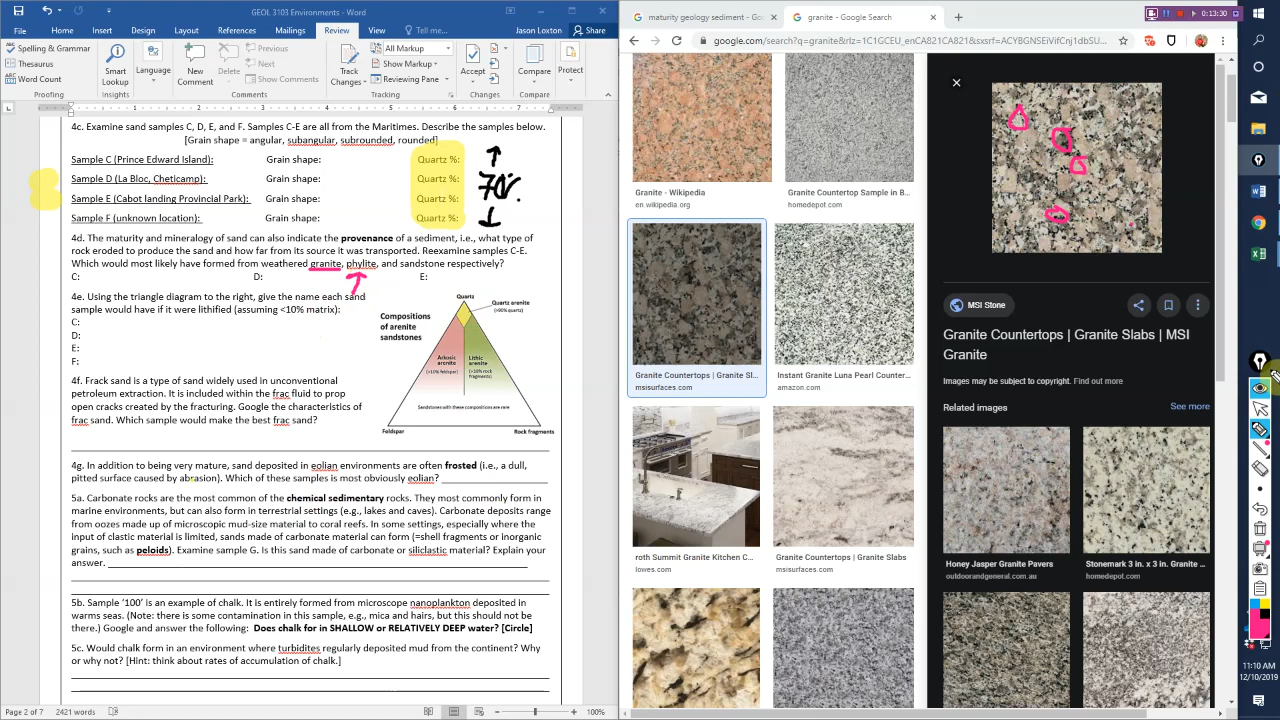 GEOL 3103 Environment of Deposition - Word
Jason Loxton
Share
File
Home
Insert
Design
Layout
References
Mailings
Review
View
Tell me...
Spelling & Grammar
Thesaurus
Word Count
Proofing
Smart Lookup
Insights
Language
New Comment
Delete
Previous
Next
Show Comments
Comments
Track Changes
All Markup
Show Markup
Reviewing Pane
Tracking
Accept
Changes
Compare
Compare
Protect
4c. Examine sand samples C, D, E, and F. Samples C-E are all from the Maritimes. Describe the samples below.
[Grain shape = angular, subangular, subrounded, rounded]
Sample C (Prince Edward Island): Grain shape: Quartz %:
Sample D (La Bloc, Cheticamp): Grain shape: Quartz %:
Sample E (Cabot landing Provincial Park): Grain shape: Quartz %:
Sample F (unknown location): Grain shape: Quartz %:
70%
4d. The maturity and mineralogy of sand can also indicate the provenance of a sediment, i.e., what type of
rock eroded to produce the sand and how far from its source it was transported. Reexamine samples C-E.
Which would most likely have formed from weathered granite, phylite, and sandstone respectively?
C: D: E:
4e. Using the triangle diagram to the right, give the name each sand
sample would have if it were lithified (assuming <10% matrix):
C:
D:
E:
F:
Compositions
of arenite
sandstones
Quartz
Quartz arenite
(>90% quartz)
Arkosic
arenite
(>10% feldspar)
Lithic
arenite
(>10% rock
fragments)
Sandstones with these compositions are rare
Feldspar
Rock fragments
4f. Frack sand is a type of sand widely used in unconventional
petroleum extraction. It is included within the frac fluid to prop
open cracks created by the fracturing. Google the characteristics of
frac sand. Which sample would make the best frac sand?
4g. In addition to being very mature, sand deposited in eolian environments are often frosted (i.e., a dull,
pitted surface caused by abrasion). Which of these samples is most obviously eolian?
5a. Carbonate rocks are the most common of the chemical sedimentary rocks. They most commonly form in
marine environments, but can also form in terrestrial settings (e.g., lakes and caves). Carbonate deposits range
from oozes made up of microscopic mud-size material to coral reefs. In some settings, especially where the
input of clastic material is limited, sands made of carbonate material can form (=shell fragments or inorganic
grains, such as peloids). Examine sample G. Is this sand made of carbonate or siliclastic material? Explain your
answer.
5b. Sample ‘100’ is an example of chalk. It is entirely formed from microscope nanoplankton deposited in
warms seas. (Note: there is some contamination in this sample, e.g., mica and hairs, but this should not be
there.) Google and answer the following: Does chalk for in SHALLOW or RELATIVELY DEEP water? [Circle]
5c. Would chalk form in an environment where turbidites regularly deposited mud from the continent? Why
or why not? [Hint: think about rates of accumulation of chalk.]
Page 2 of 7
2421 words
100%
maturity geology sediment - Go
granite - Google Search
0:13:30
google.com/search?q=granite&rlz=1C1GCEU_enCA821CA821&sxsrf=ACYBGNSEiVifCnj1dbSU...
Granite - Wikipedia
en.wikipedia.org
Granite Countertop Sample in B...
homedepot.com
Granite Countertops | Granite Sl...
msisurfaces.com
Instant Granite Luna Pearl Counter...
amazon.com
roth Summit Granite Kitchen C...
lowes.com
Granite Countertops | Granite Slabs
msisurfaces.com
MSI Stone
Granite Countertops | Granite Slabs | MSI
Granite
Images may be subject to copyright. Find out more
Related images
See more
Honey Jasper Granite Pavers
outdoorandgeneral.com.au
Stonemark 3 in. x 3 in. Granite ...
homedepot.com
11:10 AM
12/10/2019